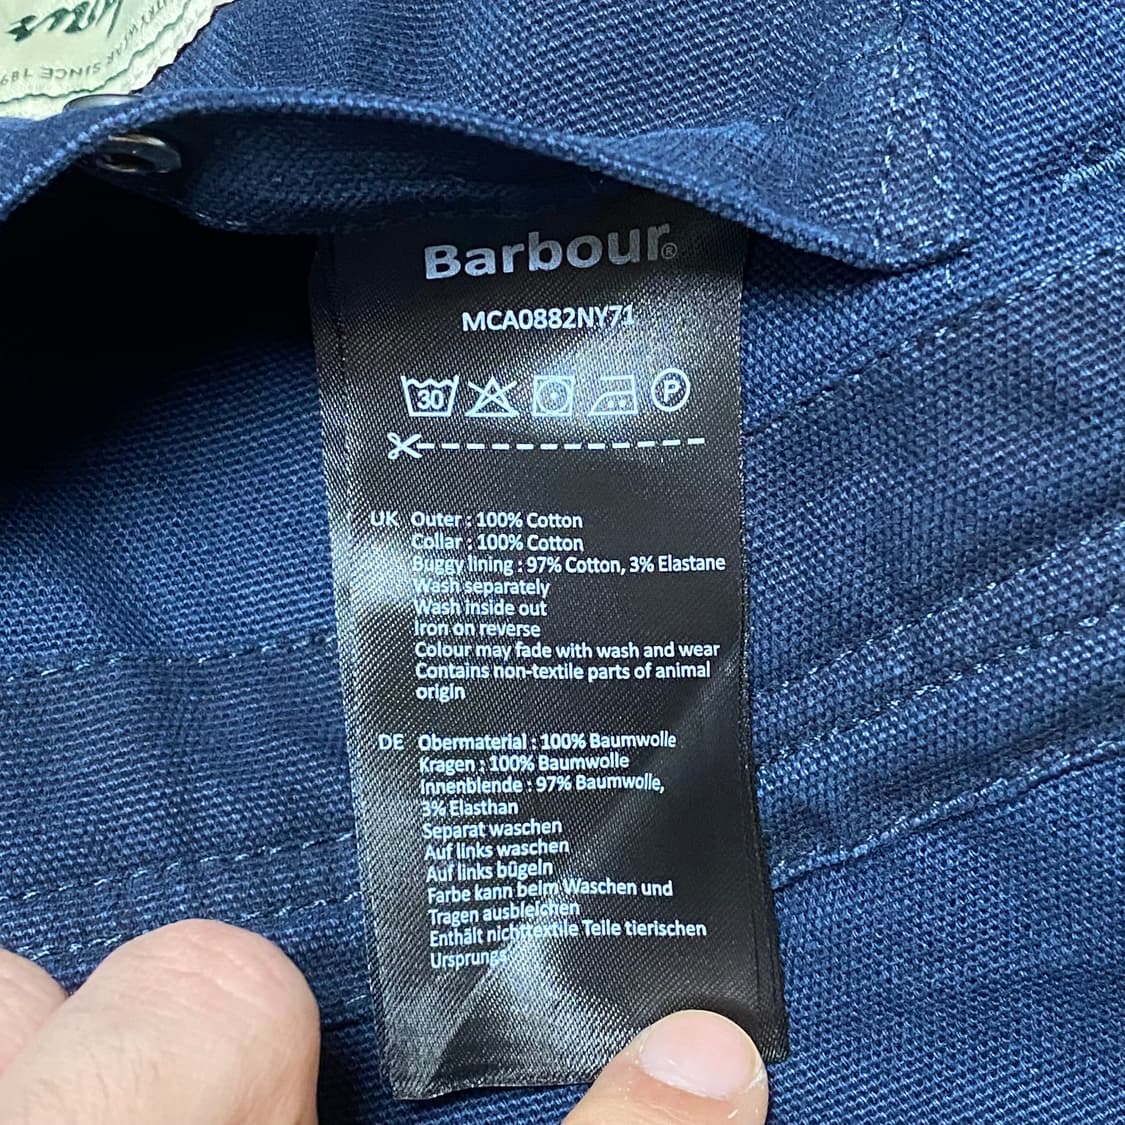 SINCE 189
Barbour®
MCA0882NY71
30 P
UK Outer : 100% Cotton
Collar : 100% Cotton
Buggy lining : 97% Cotton, 3% Elastane
Wash separately
Wash inside out
Iron on reverse
Colour may fade with wash and wear
Contains non-textile parts of animal
origin
DE Obermaterial : 100% Baumwolle
Kragen : 100% Baumwolle
Innenblende : 97% Baumwolle,
3% Elasthan
Separat waschen
Auf links waschen
Auf links bügeln
Farbe kann beim Waschen und
Tragen ausbleichen
Enthält nichttextile Teile tierischen
Ursprungs